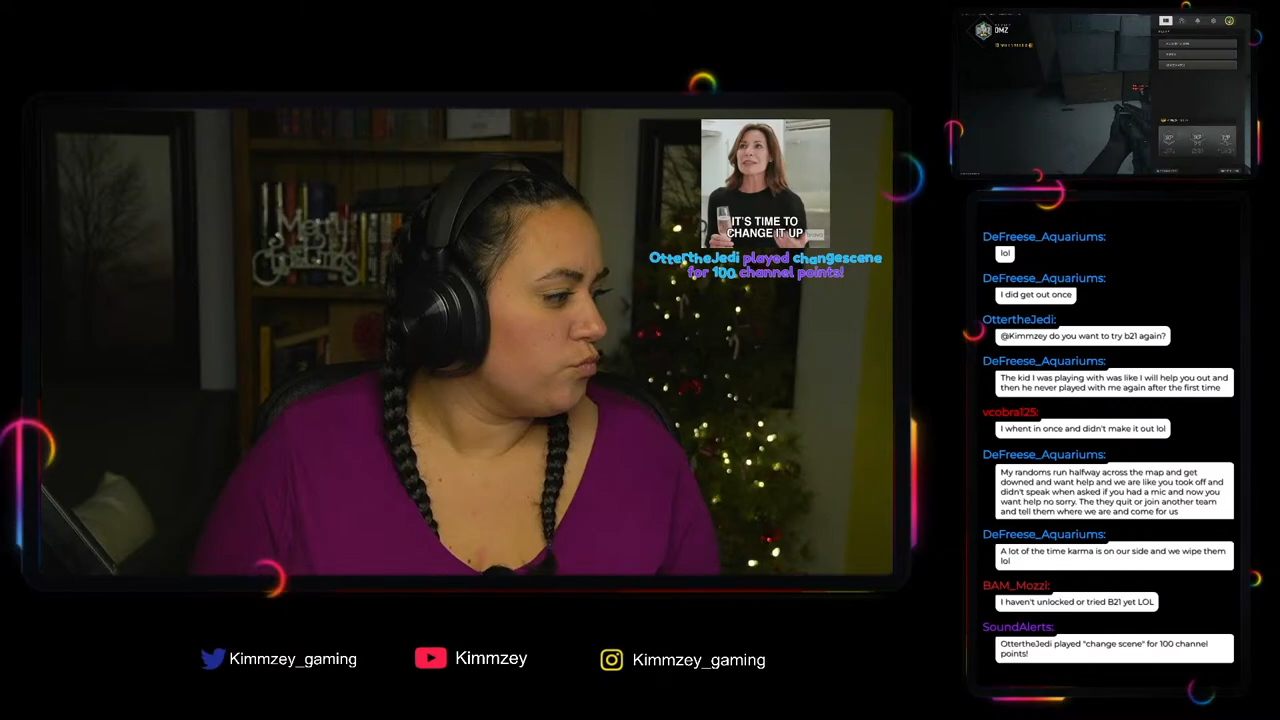 DMZ
Merry
Christmas
IT'S TIME TO
CHANGE IT UP
OttertheJedi played changescene
for 100 channel points!
DeFreese_Aquariums:
lol
DeFreese_Aquariums:
I did get out once
OttertheJedi:
@Kimmzey do you want to try b21 again?
DeFreese_Aquariums:
The kid I was playing with was like I will help you out and
then he never played with me again after the first time
vcobra125:
I whent in once and didn't make it out lol
DeFreese_Aquariums:
My randoms run halfway across the map and get
downed and want help and we are like you took off and
didn't speak when asked if you had a mic and now you
want help no sorry. The they quit or join another team
and tell them where we are and come for us
DeFreese_Aquariums:
A lot of the time karma is on our side and we wipe them
lol
BAM_Mozzi:
I haven't unlocked or tried B21 yet LOL
SoundAlerts:
OttertheJedi played "change scene" for 100 channel
points!
Kimmzey_gaming
Kimmzey
Kimmzey_gaming